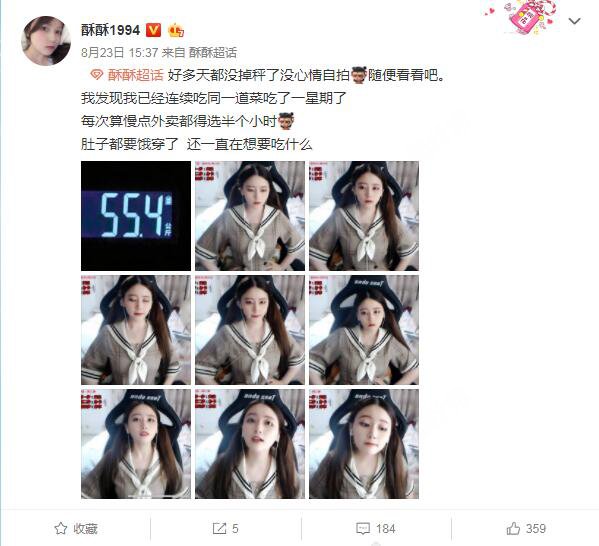 酥酥1994
8月23日 15:37 来自 酥酥超话
酥酥超话 好多天都没掉秤了没心情自拍随便看看吧。
我发现我已经连续吃同一道菜吃了一星期了
每次算慢点外卖都得选半个小时
肚子都要饿穿了 还一直在想要吃什么
55.4
公斤
收藏
5
184
359